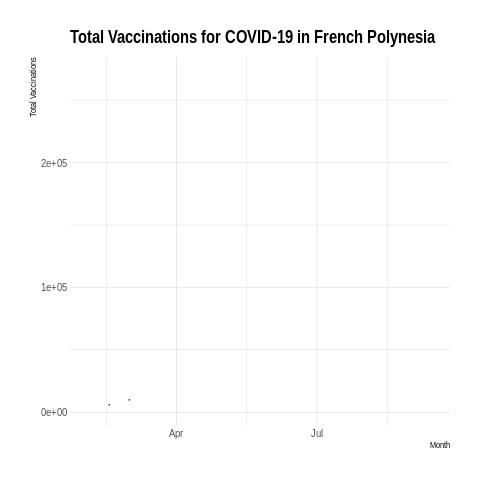 Total Vaccinations for COVID-19 in French Polynesia
Total Vaccinations
2e+05
1e+05
0e+00
Apr
Jul
Month